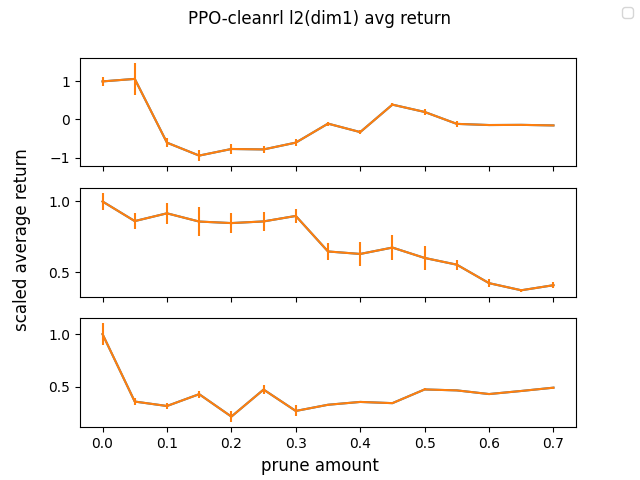 PPO-cleanrl l2(dim1) avg return
scaled average return
1
0
−1
1.0
0.5
1.0
0.5
0.0 0.1 0.2 0.3 0.4 0.5 0.6 0.7
prune amount